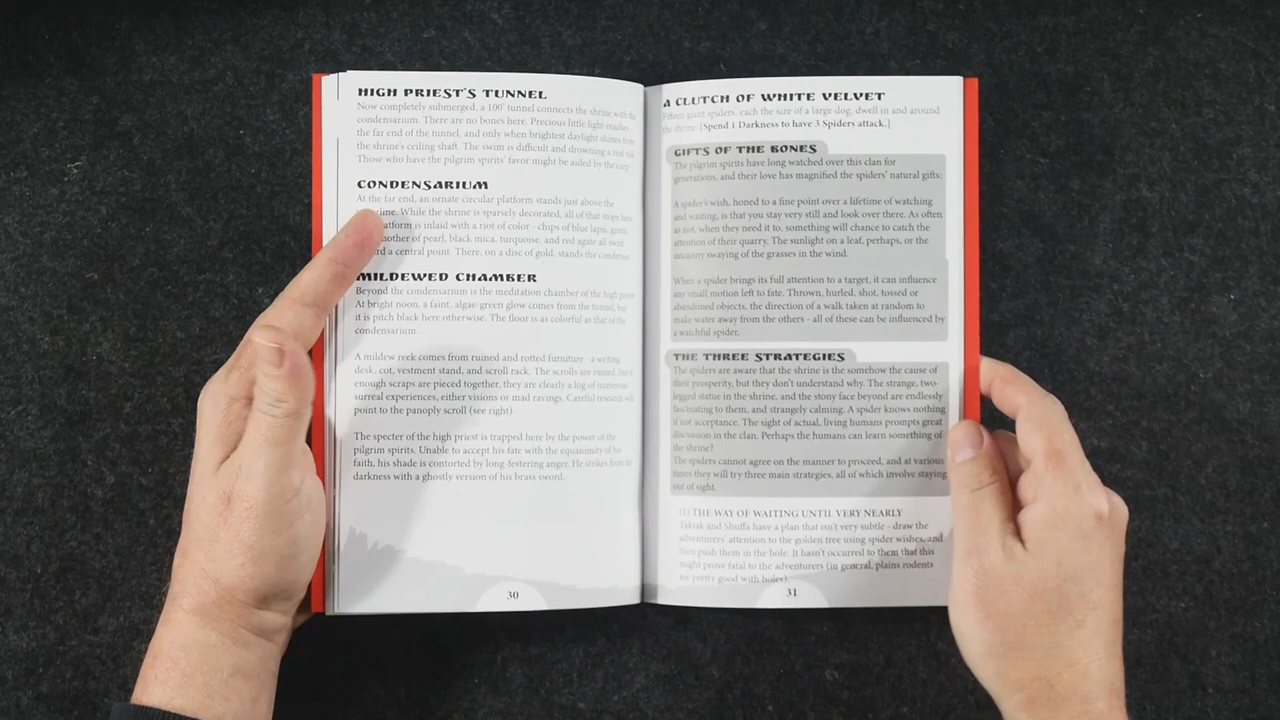 HIGH PRIEST'S TUNNEL
Now completely submerged, a 100' tunnel connects the shrine with the
condensarium. There are no bones here. Precious little light reaches
the far end of the tunnel, and only when brightest daylight shines from
the shrine's ceiling shaft. The swim is difficult and drowning a real risk.
Those who have the pilgrim spirits' favor might be aided by the carp.
CONDENSARIUM
At the far end, an ornate circular platform stands just above the
While the shrine is sparsely decorated, all of that stops here
is inlaid with a riot of color - chips of blue lapis, green
mother of pearl, black mica, turquoise, and red agate all swirl
a central point. There, on a disc of gold, stands the condenser.
MILDEWED CHAMBER
Beyond the condensarium is the meditation chamber of the high priest
At bright noon, a faint, algae-green glow comes from the tunnel, but
it is pitch black here otherwise. The floor is as colorful as that of the
condensarium.
A mildew reek comes from ruined and rotted furniture - a writing
desk, cot, vestment stand, and scroll rack. The scrolls are ruined, but if
enough scraps are pieced together, they are clearly a log of numerous
surreal experiences, either visions or mad ravings. Careful research will
point to the panoply scroll (see right).
The specter of the high priest is trapped here by the power of the
pilgrim spirits. Unable to accept his fate with the equanimity of his
faith, his shade is contorted by long-festering anger. He strikes from the
darkness with a ghostly version of his brass sword.
30
A CLUTCH OF WHITE VELVET
Fifteen giant spiders, each the size of a large dog, dwell in and around
the shrine. [Spend 1 Darkness to have 3 Spiders attack.]
GIFTS OF THE BONES
The pilgrim spirits have long watched over this clan for
generations, and their love has magnified the spiders' natural gifts:
A spider's wish, honed to a fine point over a lifetime of watching
and waiting, is that you stay very still and look over there. As often
as not, when they need it to, something will chance to catch the
attention of their quarry. The sunlight on a leaf, perhaps, or the
uncanny swaying of the grasses in the wind.
When a spider brings its full attention to a target, it can influence
any small motion left to fate. Thrown, hurled, shot, tossed or
abandoned objects, the direction of a walk taken at random to
make water away from the others - all of these can be influenced by
a watchful spider.
THE THREE STRATEGIES
The spiders are aware that the shrine is the somehow the cause of
their prosperity, but they don't understand why. The strange, two-
legged statue in the shrine, and the stony face beyond are endlessly
fascinating to them, and strangely calming. A spider knows nothing
if not acceptance. The sight of actual, living humans prompts great
discussion in the clan. Perhaps the humans can learn something of
the shrine?
The spiders cannot agree on the manner to proceed, and at various
times they will try three main strategies, all of which involve staying
out of sight.
THE WAY OF WAITING UNTIL VERY NEARLY
Taktak and Shuffa have a plan that isn't very subtle - draw the
adventurers' attention to the golden tree using spider wishes, and
then push them in the hole. It hasn't occurred to them that this
might prove fatal to the adventurers (in general, plains rodents
are pretty good with holes).
31